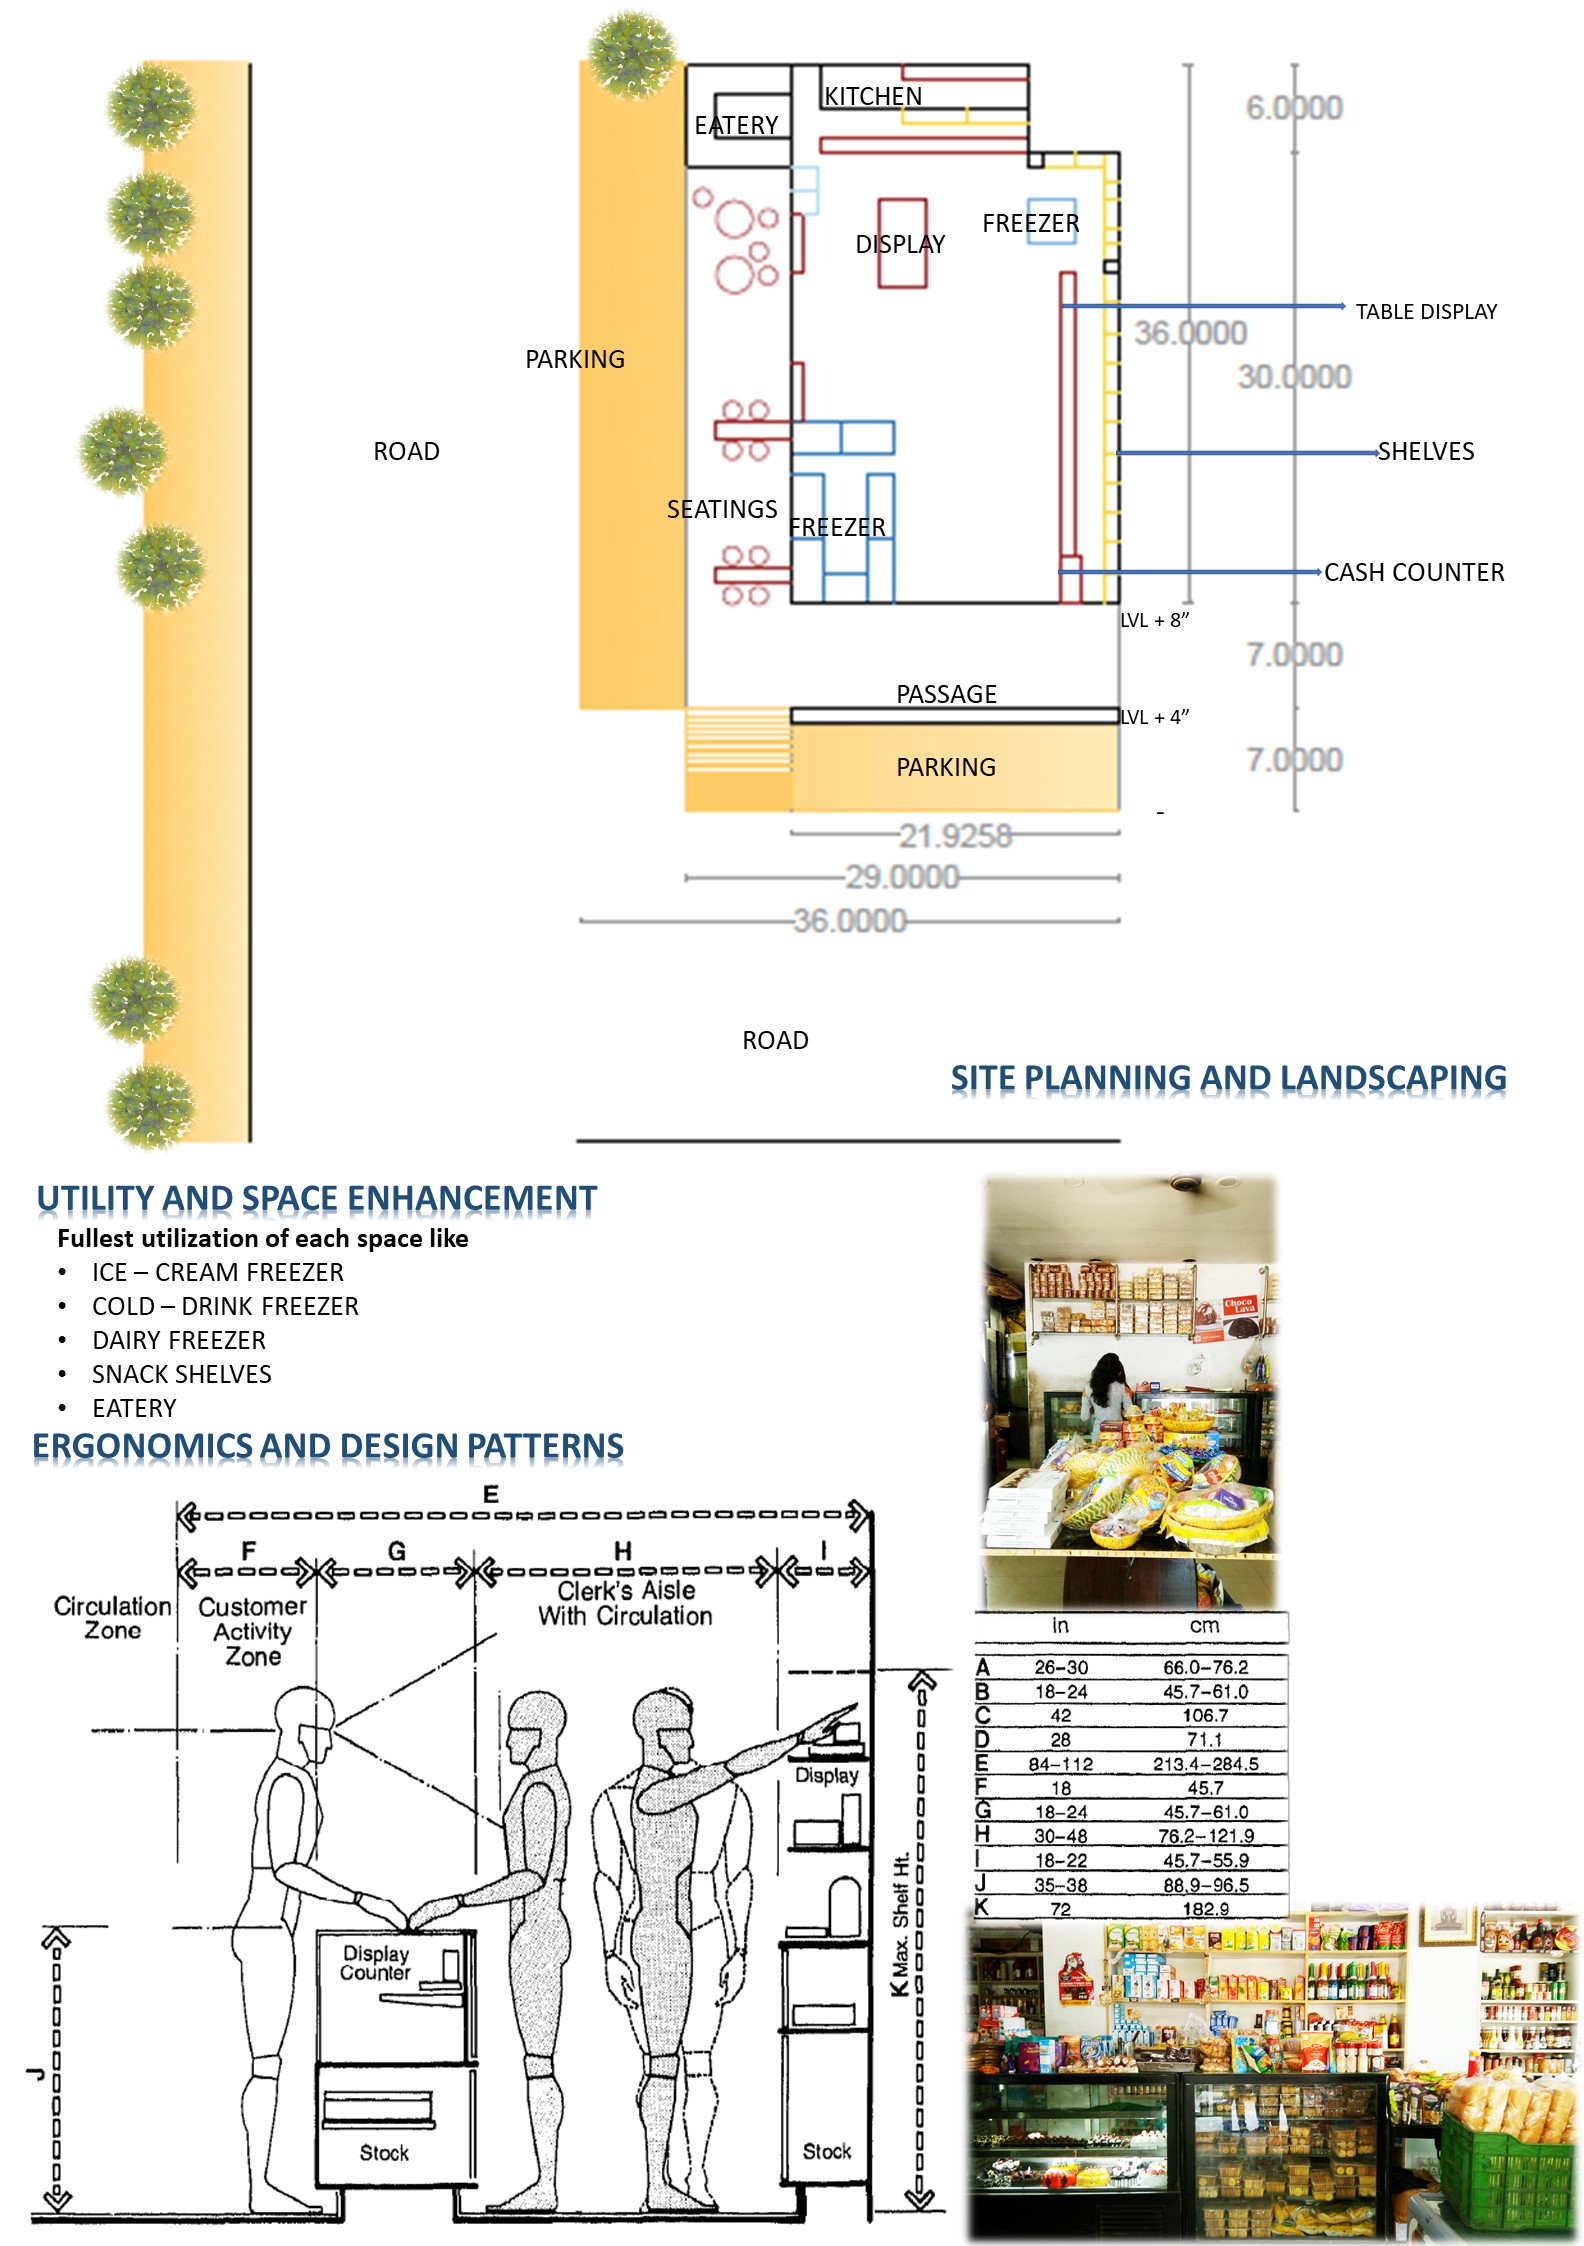 KITCHEN
EATERY
6.0000
FREEZER
DISPLAY
TABLE DISPLAY
36.0000
PARKING
30.0000
ROAD
SHELVES
SEATINGS
FREEZER
CASH COUNTER
LVL + 8”
7.0000
PASSAGE
LVL + 4”
PARKING
7.0000
-
21.9258
29.0000
36.0000
ROAD
SITE PLANNING AND LANDSCAPING
UTILITY AND SPACE ENHANCEMENT
Fullest utilization of each space like
• ICE – CREAM FREEZER
• COLD – DRINK FREEZER
• DAIRY FREEZER
• SNACK SHELVES
• EATERY
Choco
Lava
ERGONOMICS AND DESIGN PATTERNS
E
F G H I
Circulation
Zone
Customer
Activity
Zone
Clerk's Aisle
With Circulation
Display
K Max. Shelf Ht.
Display
Counter
J
Stock
Stock
in cm
A 26–30 66.0–76.2
B 18–24 45.7–61.0
C 42 106.7
D 28 71.1
E 84–112 213.4–284.5
F 18 45.7
G 18–24 45.7–61.0
H 30–48 76.2–121.9
I 18–22 45.7–55.9
J 35–38 88.9–96.5
K 72 182.9